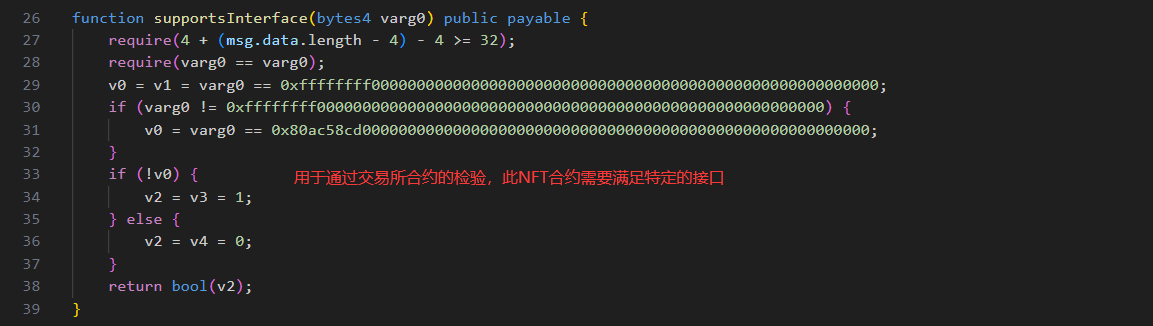 26 function supportsInterface(bytes4 varg0) public payable {
27 require(4 + (msg.data.length - 4) - 4 >= 32);
28 require(varg0 == varg0);
29 v0 = v1 = varg0 == 0xffffffff00000000000000000000000000000000000000000000000000000000;
30 if (varg0 != 0xffffffff00000000000000000000000000000000000000000000000000000000) {
31 v0 = varg0 == 0x80ac58cd00000000000000000000000000000000000000000000000000000000;
32 }
33 if (!v0) {
用于通过交易所合约的检验，此NFT合约需要满足特定的接口
34 v2 = v3 = 1;
35 } else {
36 v2 = v4 = 0;
37 }
38 return bool(v2);
39 }